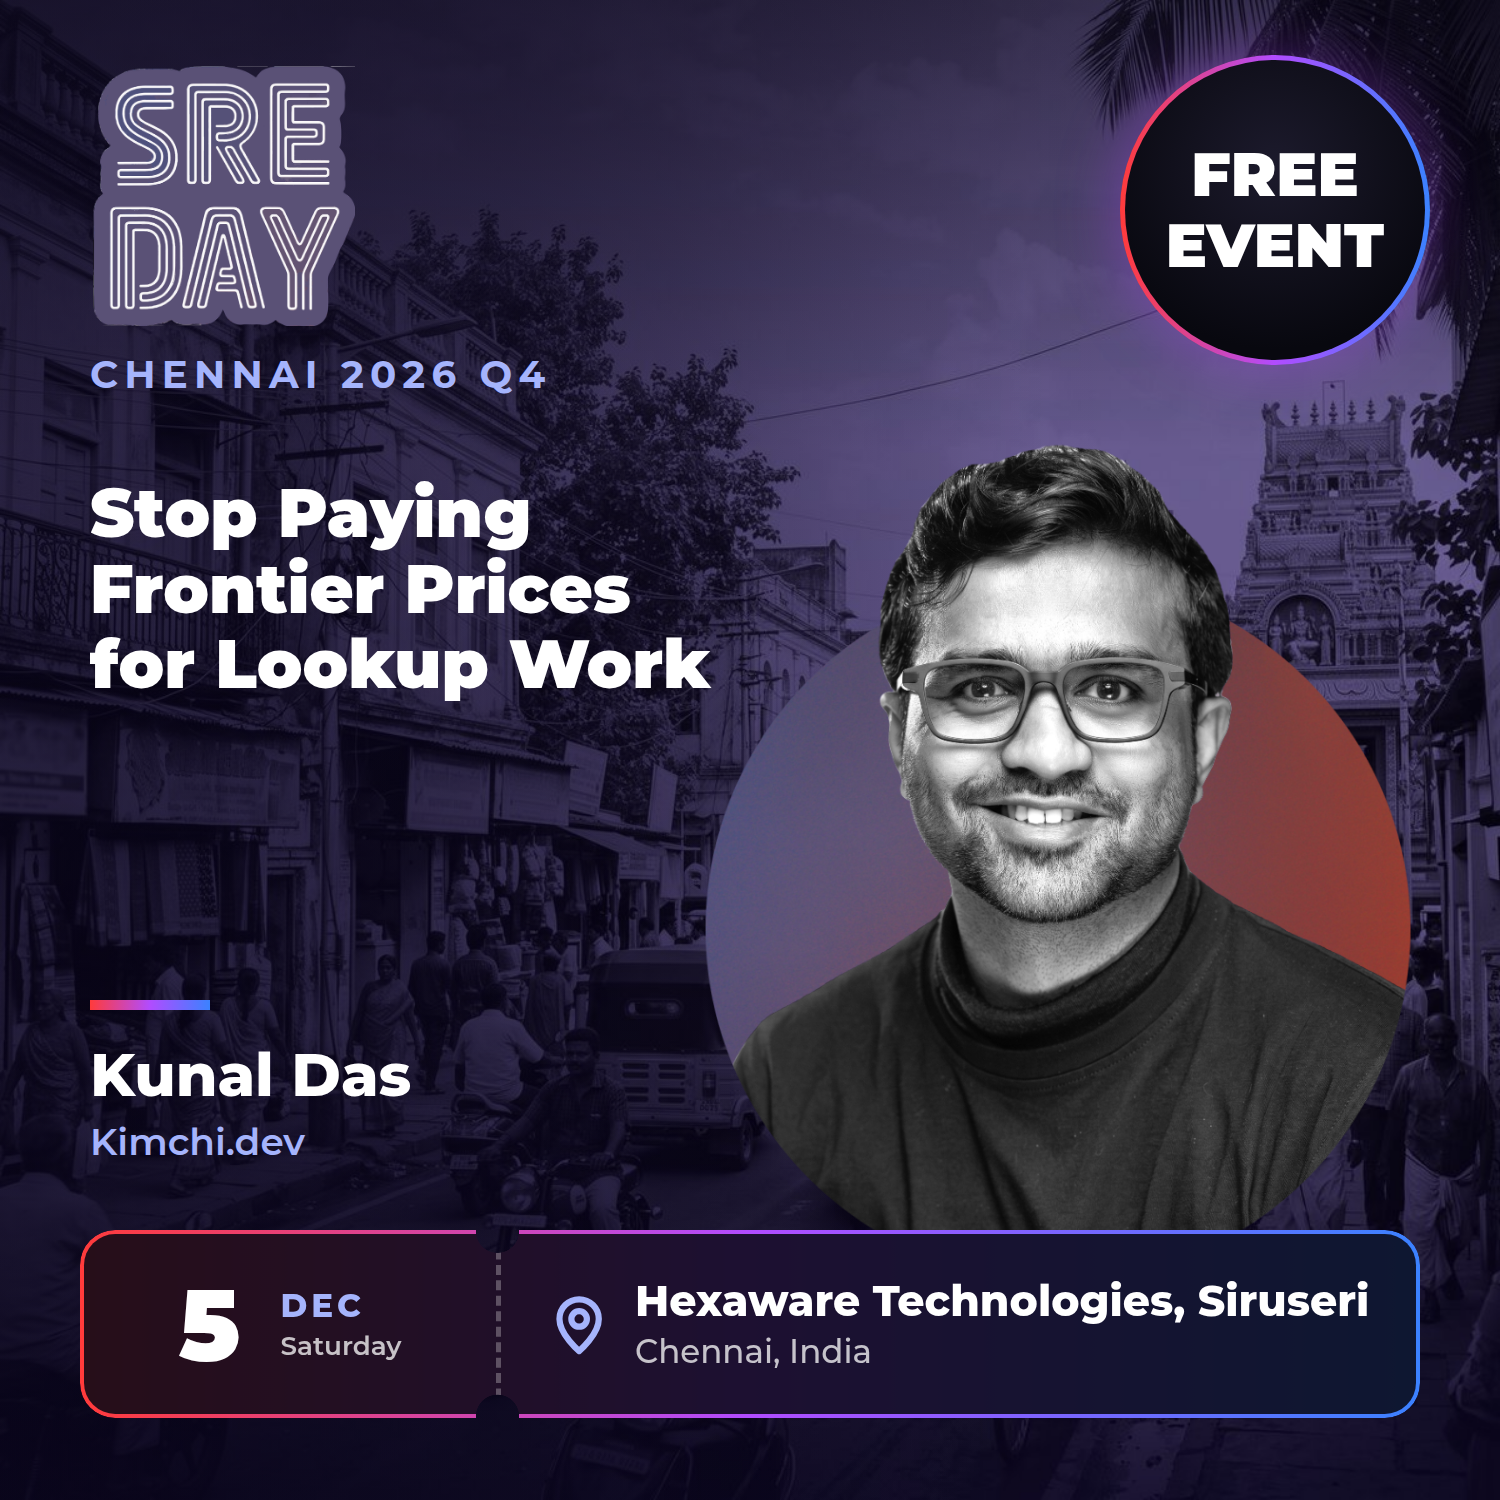 SRE
DAY
CHENNAI 2026 Q4
FREE
EVENT
Stop Paying
Frontier Prices
for Lookup Work
Kunal Das
Kimchi.dev
5
DEC
Saturday
Hexaware Technologies, Siruseri
Chennai, India